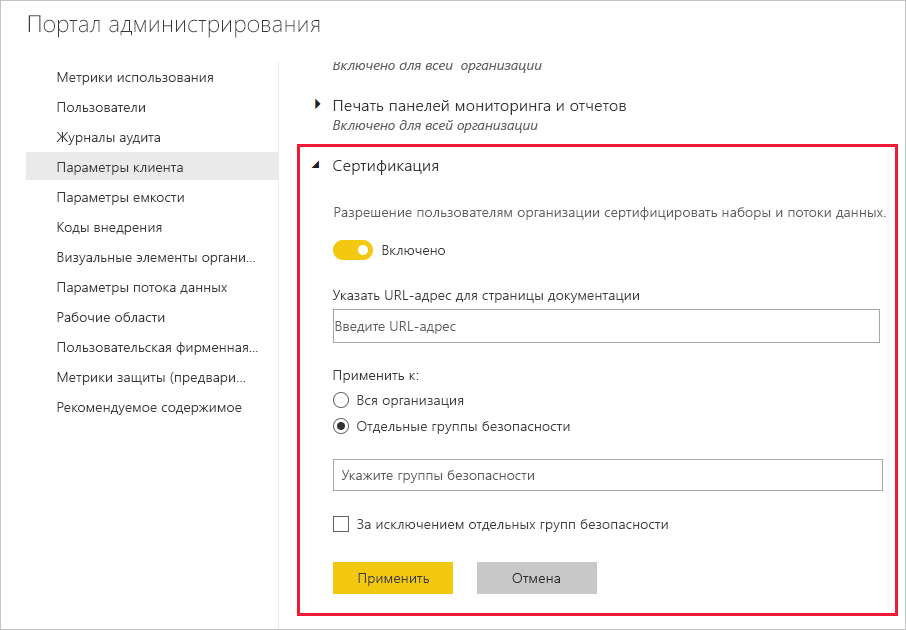 Портал администрирования
Метрики использования
Пользователи
Журналы аудита
Параметры клиента
Параметры емкости
Коды внедрения
Визуальные элементы органи...
Параметры потока данных
Рабочие области
Пользовательская фирменная...
Метрики защиты (предвари...
Рекомендуемое содержимое
Включено для всей организации
Печать панелей мониторинга и отчетов
Включено для всей организации
Сертификация
Разрешение пользователям организации сертифицировать наборы и потоки данных.
Включено
Указать URL-адрес для страницы документации
Введите URL-адрес
Применить к:
Вся организация
Отдельные группы безопасности
Укажите группы безопасности
За исключением отдельных групп безопасности
Применить
Отмена